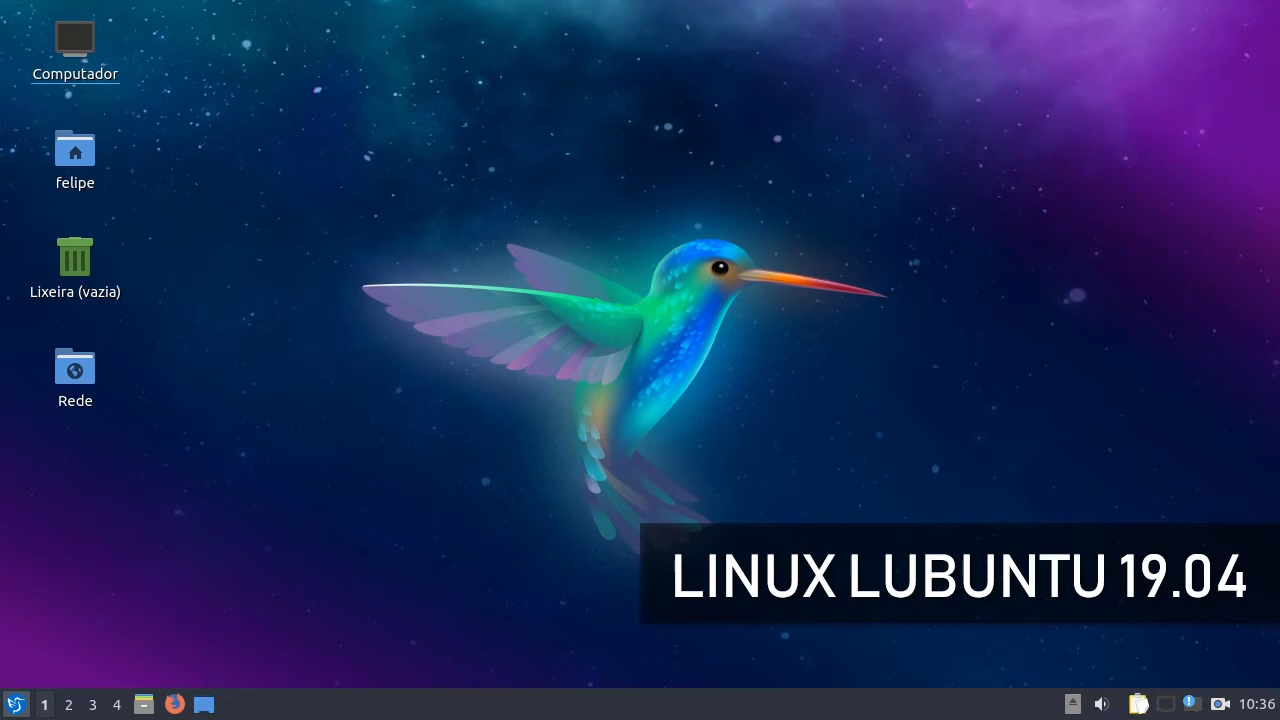 Computador
felipe
Lixeira (vazia)
Rede
LINUX LUBUNTU 19.04
1 2 3 4
10:36